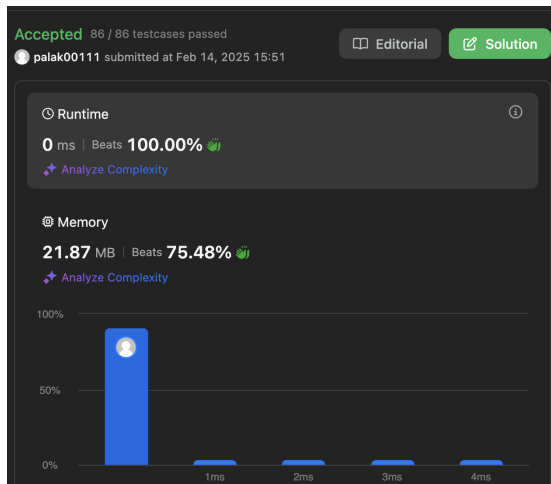 Accepted 86 / 86 testcases passed
palak00111 submitted at Feb 14, 2025 15:51
Editorial
Solution
Runtime
0 ms | Beats 100.00%
Analyze Complexity
Memory
21.87 MB | Beats 75.48%
Analyze Complexity
100%
50%
0%
1ms 2ms 3ms 4ms